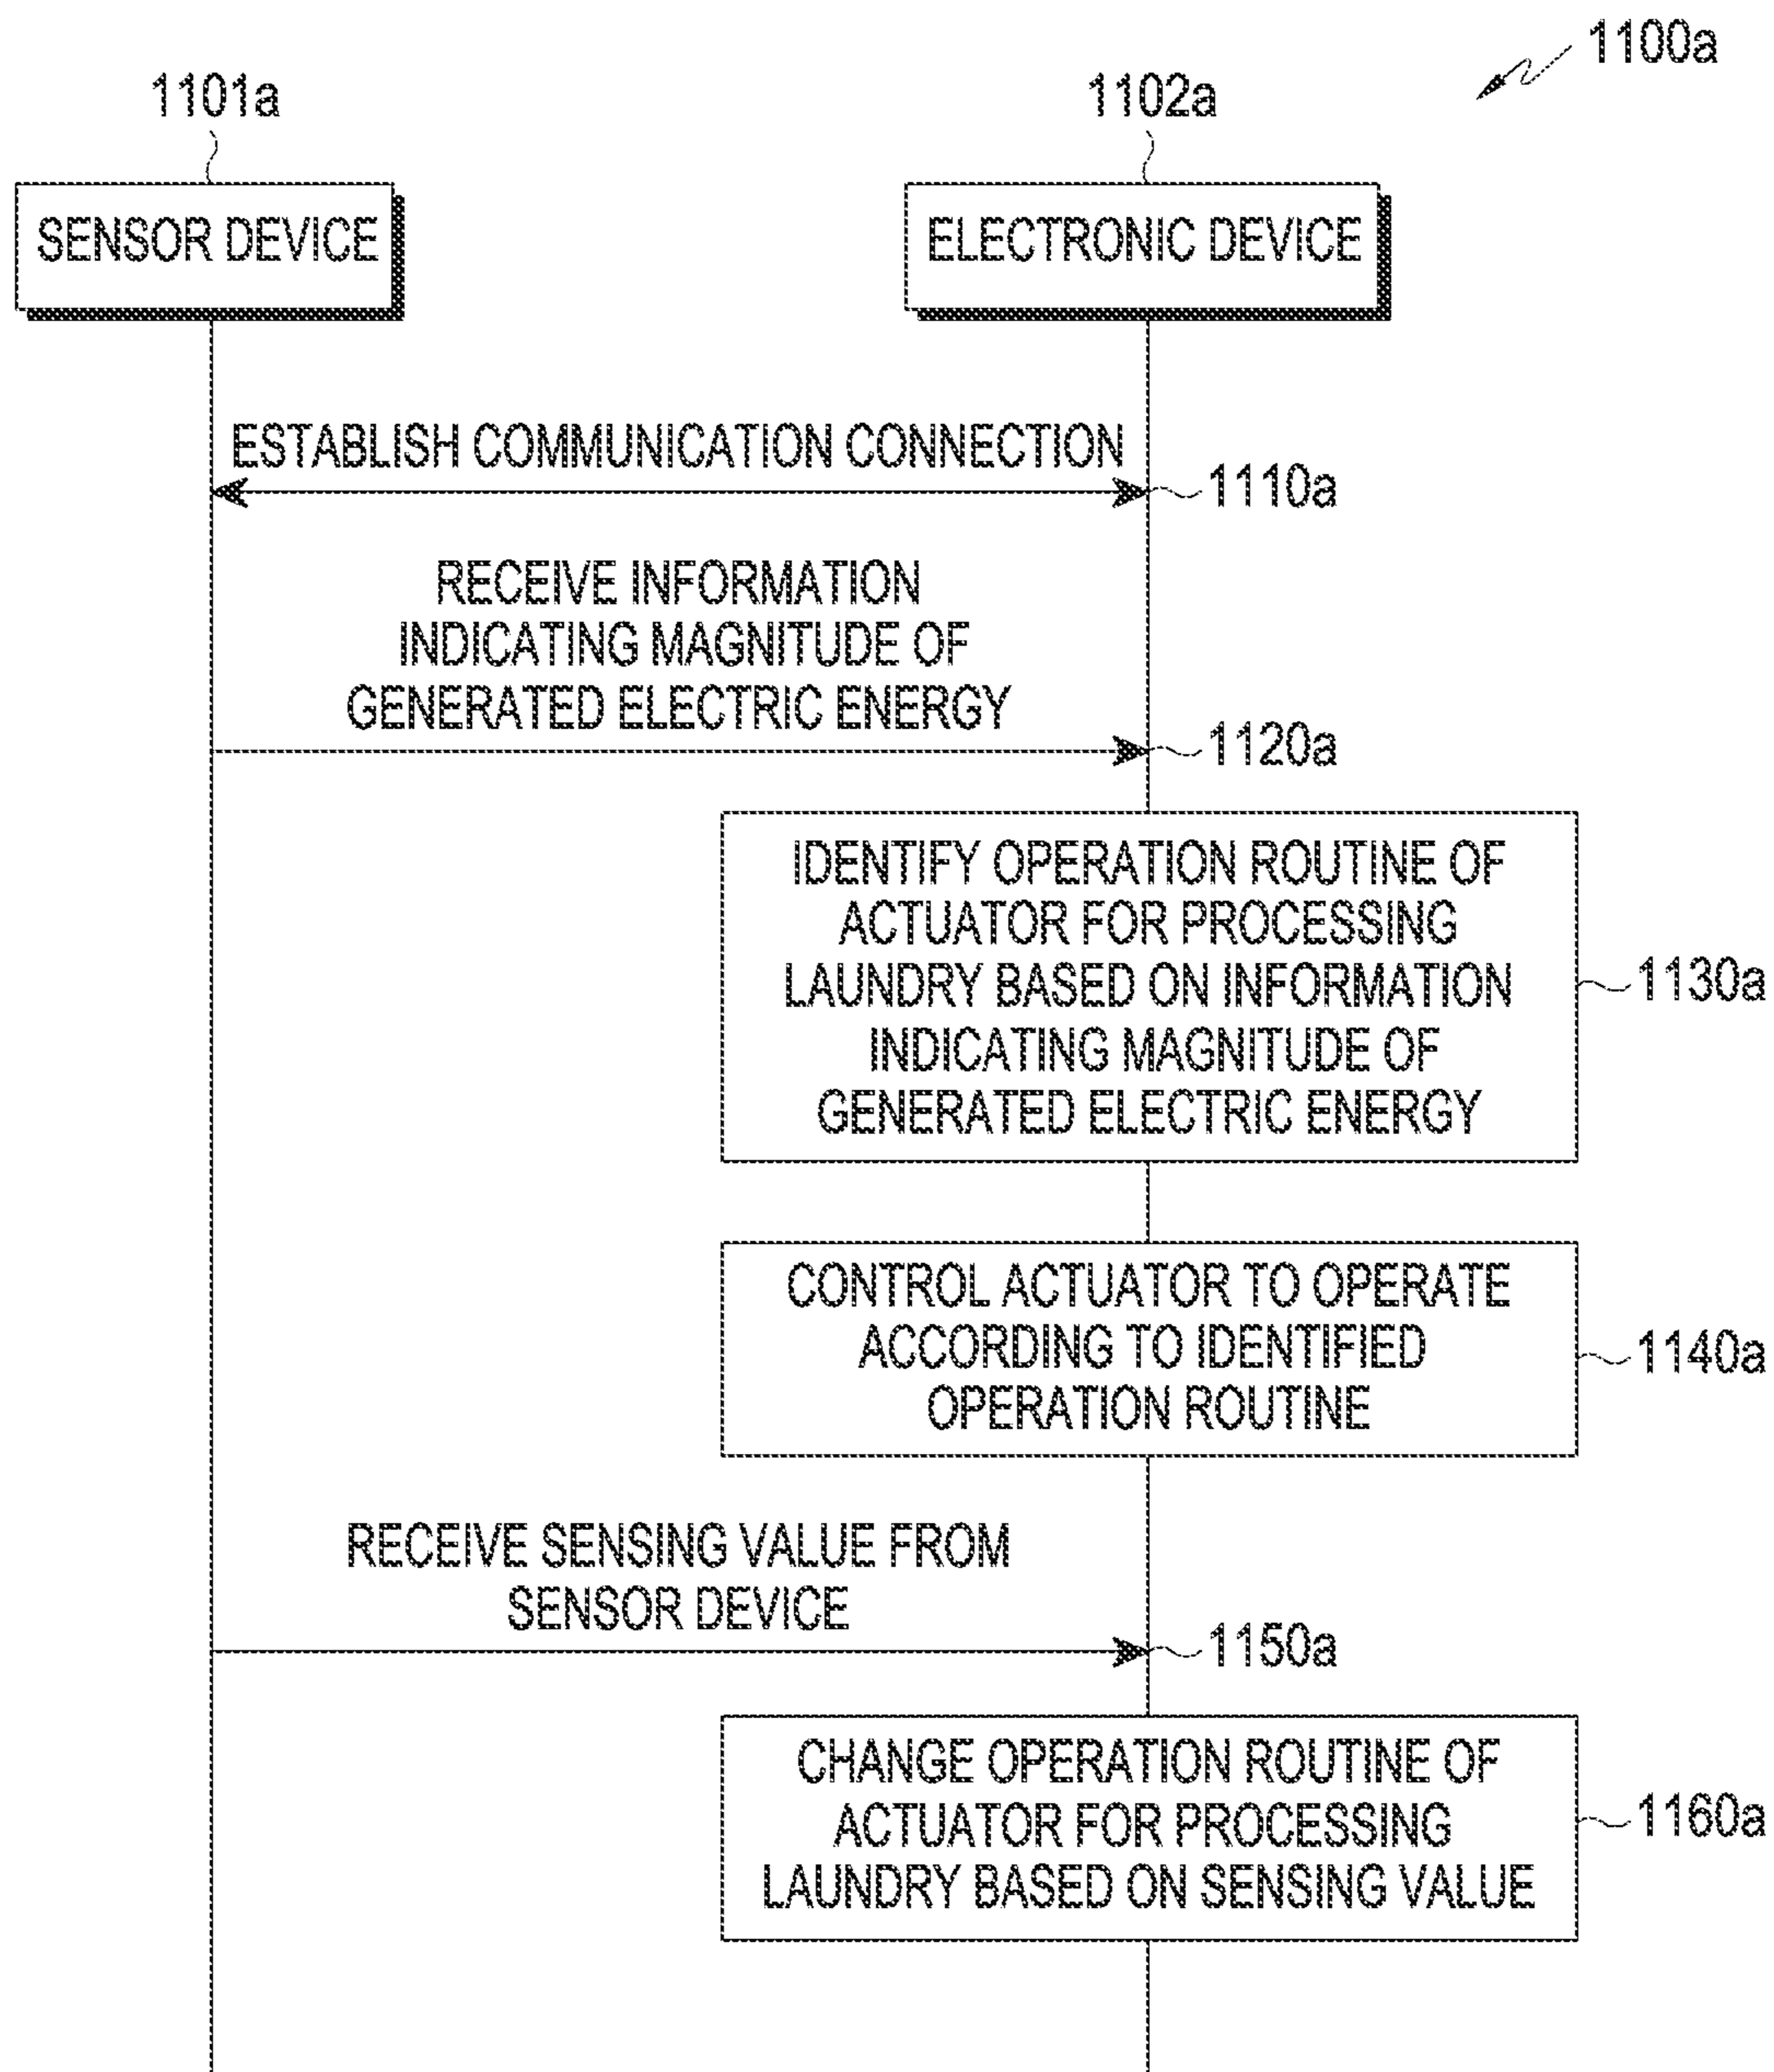 1100a
1101a
1102a
SENSOR DEVICE
ELECTRONIC DEVICE
ESTABLISH COMMUNICATION CONNECTION
1110a
RECEIVE INFORMATION
INDICATING MAGNITUDE OF
GENERATED ELECTRIC ENERGY
1120a
IDENTIFY OPERATION ROUTINE OF
ACTUATOR FOR PROCESSING
LAUNDRY BASED ON INFORMATION
INDICATING MAGNITUDE OF
GENERATED ELECTRIC ENERGY
1130a
CONTROL ACTUATOR TO OPERATE
ACCORDING TO IDENTIFIED
OPERATION ROUTINE
1140a
RECEIVE SENSING VALUE FROM
SENSOR DEVICE
1150a
CHANGE OPERATION ROUTINE OF
ACTUATOR FOR PROCESSING
LAUNDRY BASED ON SENSING VALUE
1160a